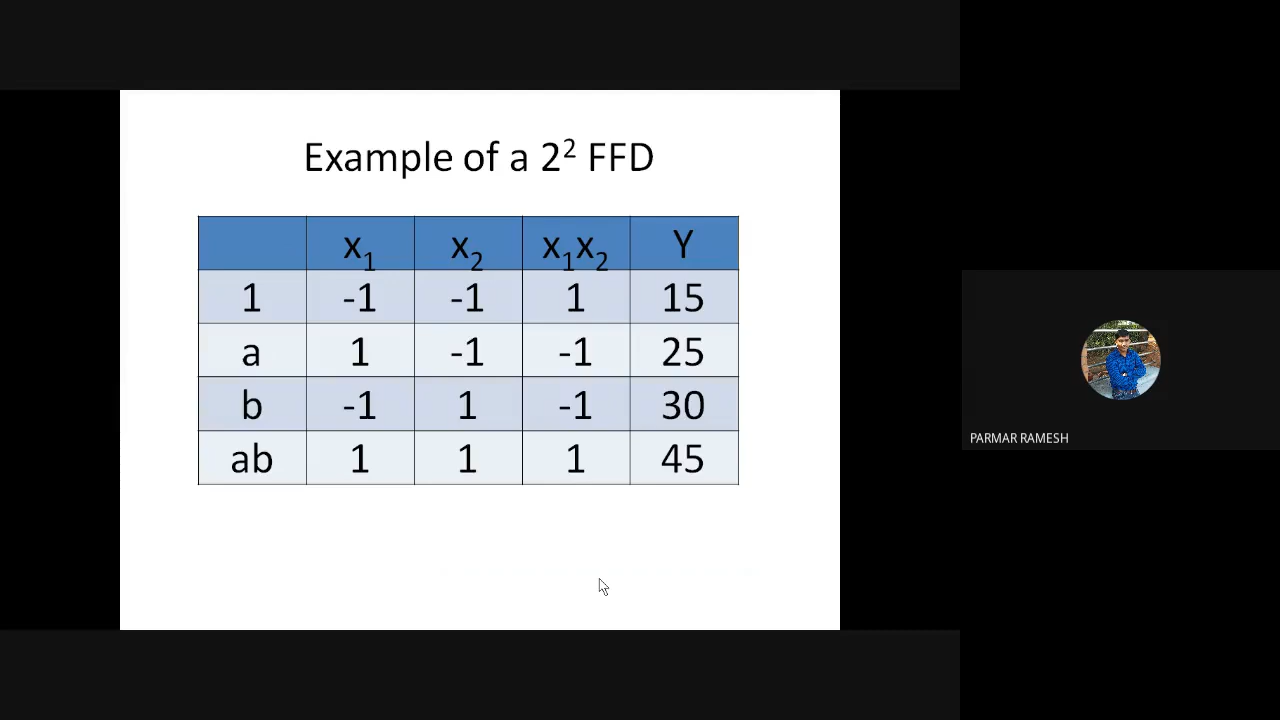 Example of a 2² FFD
x₁ x₂ x₁x₂ Y
1 -1 -1 1 15
a 1 -1 -1 25
b -1 1 -1 30
ab 1 1 1 45
PARMAR RAMESH